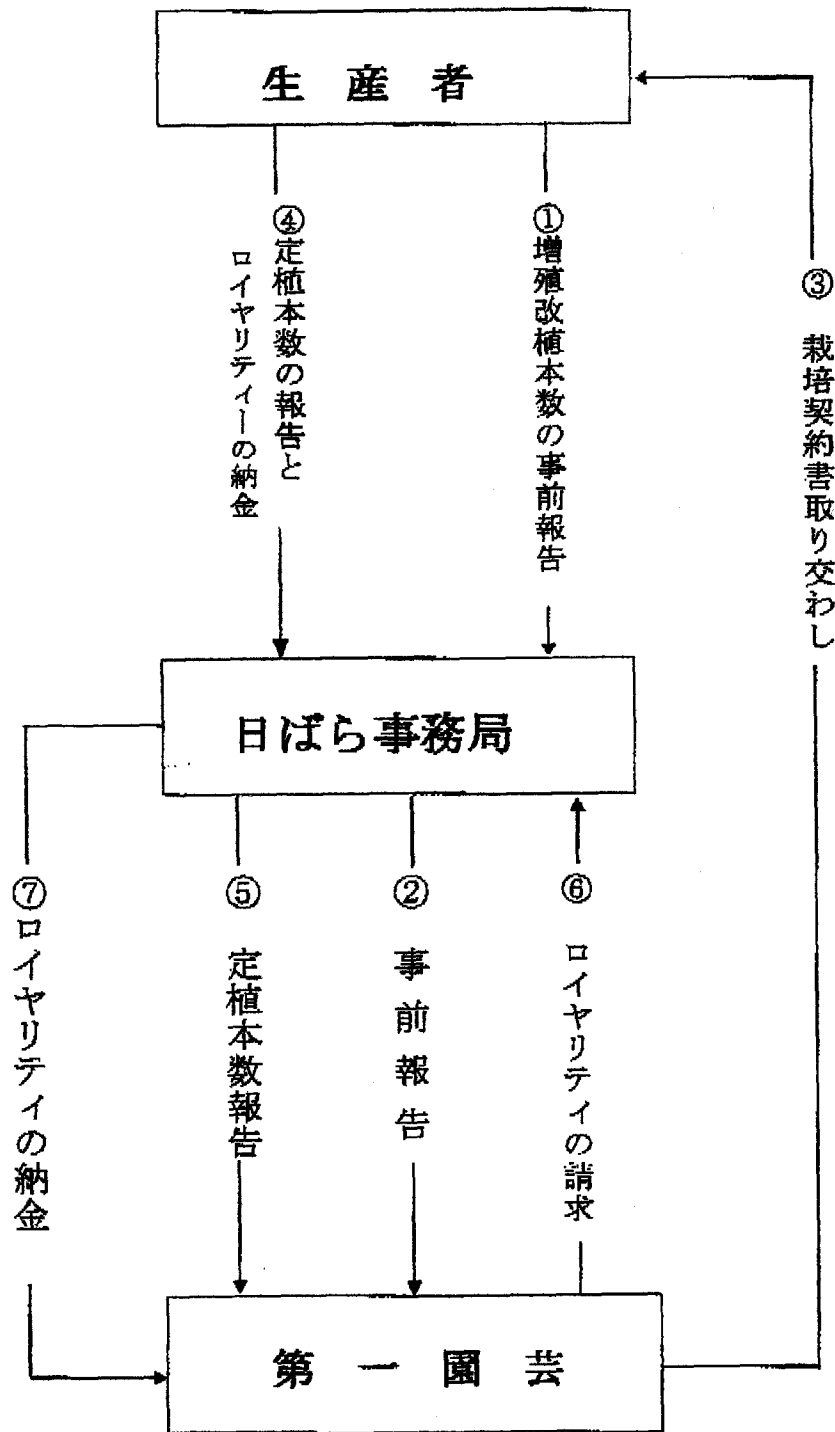 生産者
④定植本数の報告と
ロイヤリティーの納金
①増殖改植本数の事前報告
③ 栽培契約書取り交わし
日ばら事務局
⑦ロイヤリティの納金
⑤ 定植本数報告
② 事前報告
⑥ ロイヤリティの請求
第一園芸